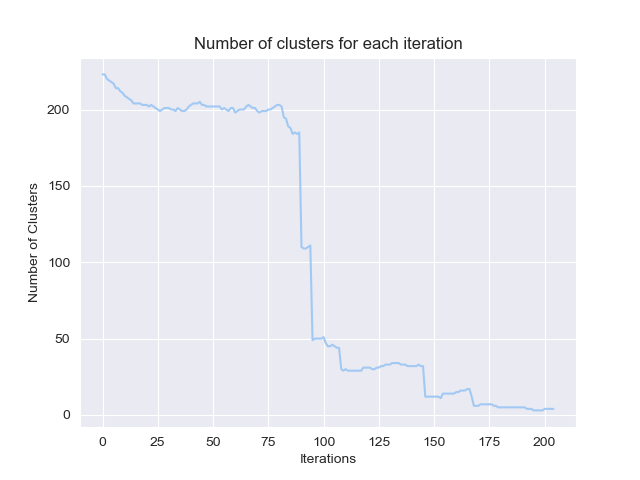 Number of clusters for each iteration
200
150
100
50
0
Number of Clusters
0 25 50 75 100 125 150 175 200
Iterations